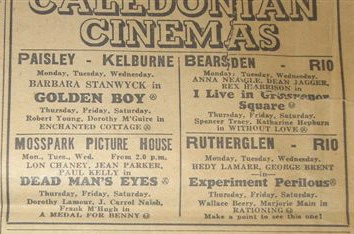 CALEDONIAN
CINEMAS
PAISLEY - KELBURNE
Monday, Tuesday, Wednesday.
BARBARA STANWYCK in
GOLDEN BOY Ⓐ
Thursday, Friday, Saturday.
Robert Young, Dorothy McGuire in
ENCHANTED COTTAGE Ⓐ
BEARSDEN - RIO
Monday, Tuesday, Wednesday.
ANNA NEAGLE, DEAN JAGGER,
REX HARRISON in
I Live in Grosvenor
Square Ⓤ
Thursday, Friday, Saturday.
Spencer Tracy, Katharine Hepburn
in WITHOUT LOVE Ⓐ
MOSSPARK PICTURE HOUSE
Mon., Tues., Wed. From 2.0 p.m.
LON CHANEY, JEAN PARKER,
PAUL KELLY in
DEAD MAN'S EYES Ⓐ
Thursday, Friday, Saturday.
Dorothy Lamour, J. Carrol Naish,
Frank M'Hugh in
A MEDAL FOR BENNY Ⓤ
RUTHERGLEN - RIO
Monday, Tuesday, Wednesday.
HEDY LAMARR, GEORGE BRENT
—in—
Experiment Perilous Ⓐ
Thursday, Friday, Saturday.
Wallace Beery, Marjorie Main in
RATIONING Ⓤ
Make a point to see this one!